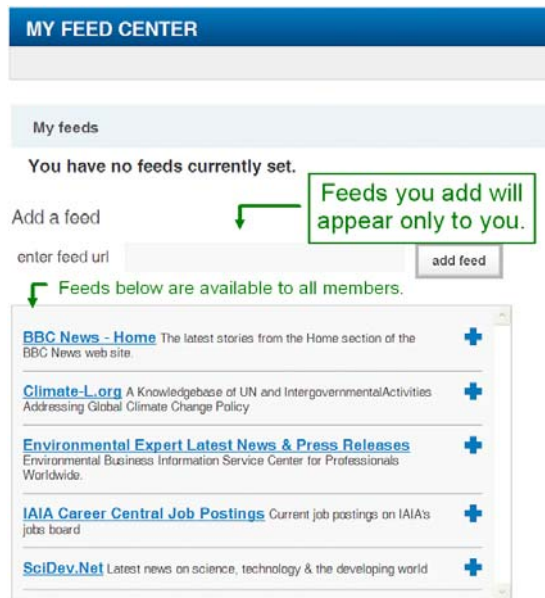 MY FEED CENTER
My feeds
You have no feeds currently set.
Feeds you add will
appear only to you.
Add a feed
enter feed url
add feed
Feeds below are available to all members.
BBC News - Home The latest stories from the Home section of the
BBC News web site.
Climate-L.org A Knowledgebase of UN and IntergovernmentalActivities
Addressing Global Climate Change Policy
Environmental Expert Latest News & Press Releases
Environmental Business Information Service Center for Professionals
Worldwide.
IAIA Career Central Job Postings Current job postings on IAIA's
jobs board
SciDev.Net Latest news on science, technology & the developing world